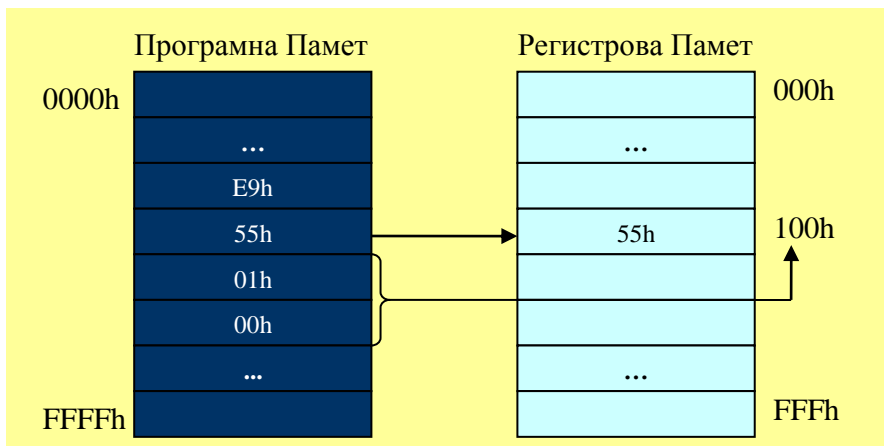 Програмна Памет Регистрова Памет
0000h 000h
... ...
E9h
55h 55h 100h
01h
00h
... ...
FFFFh FFFh